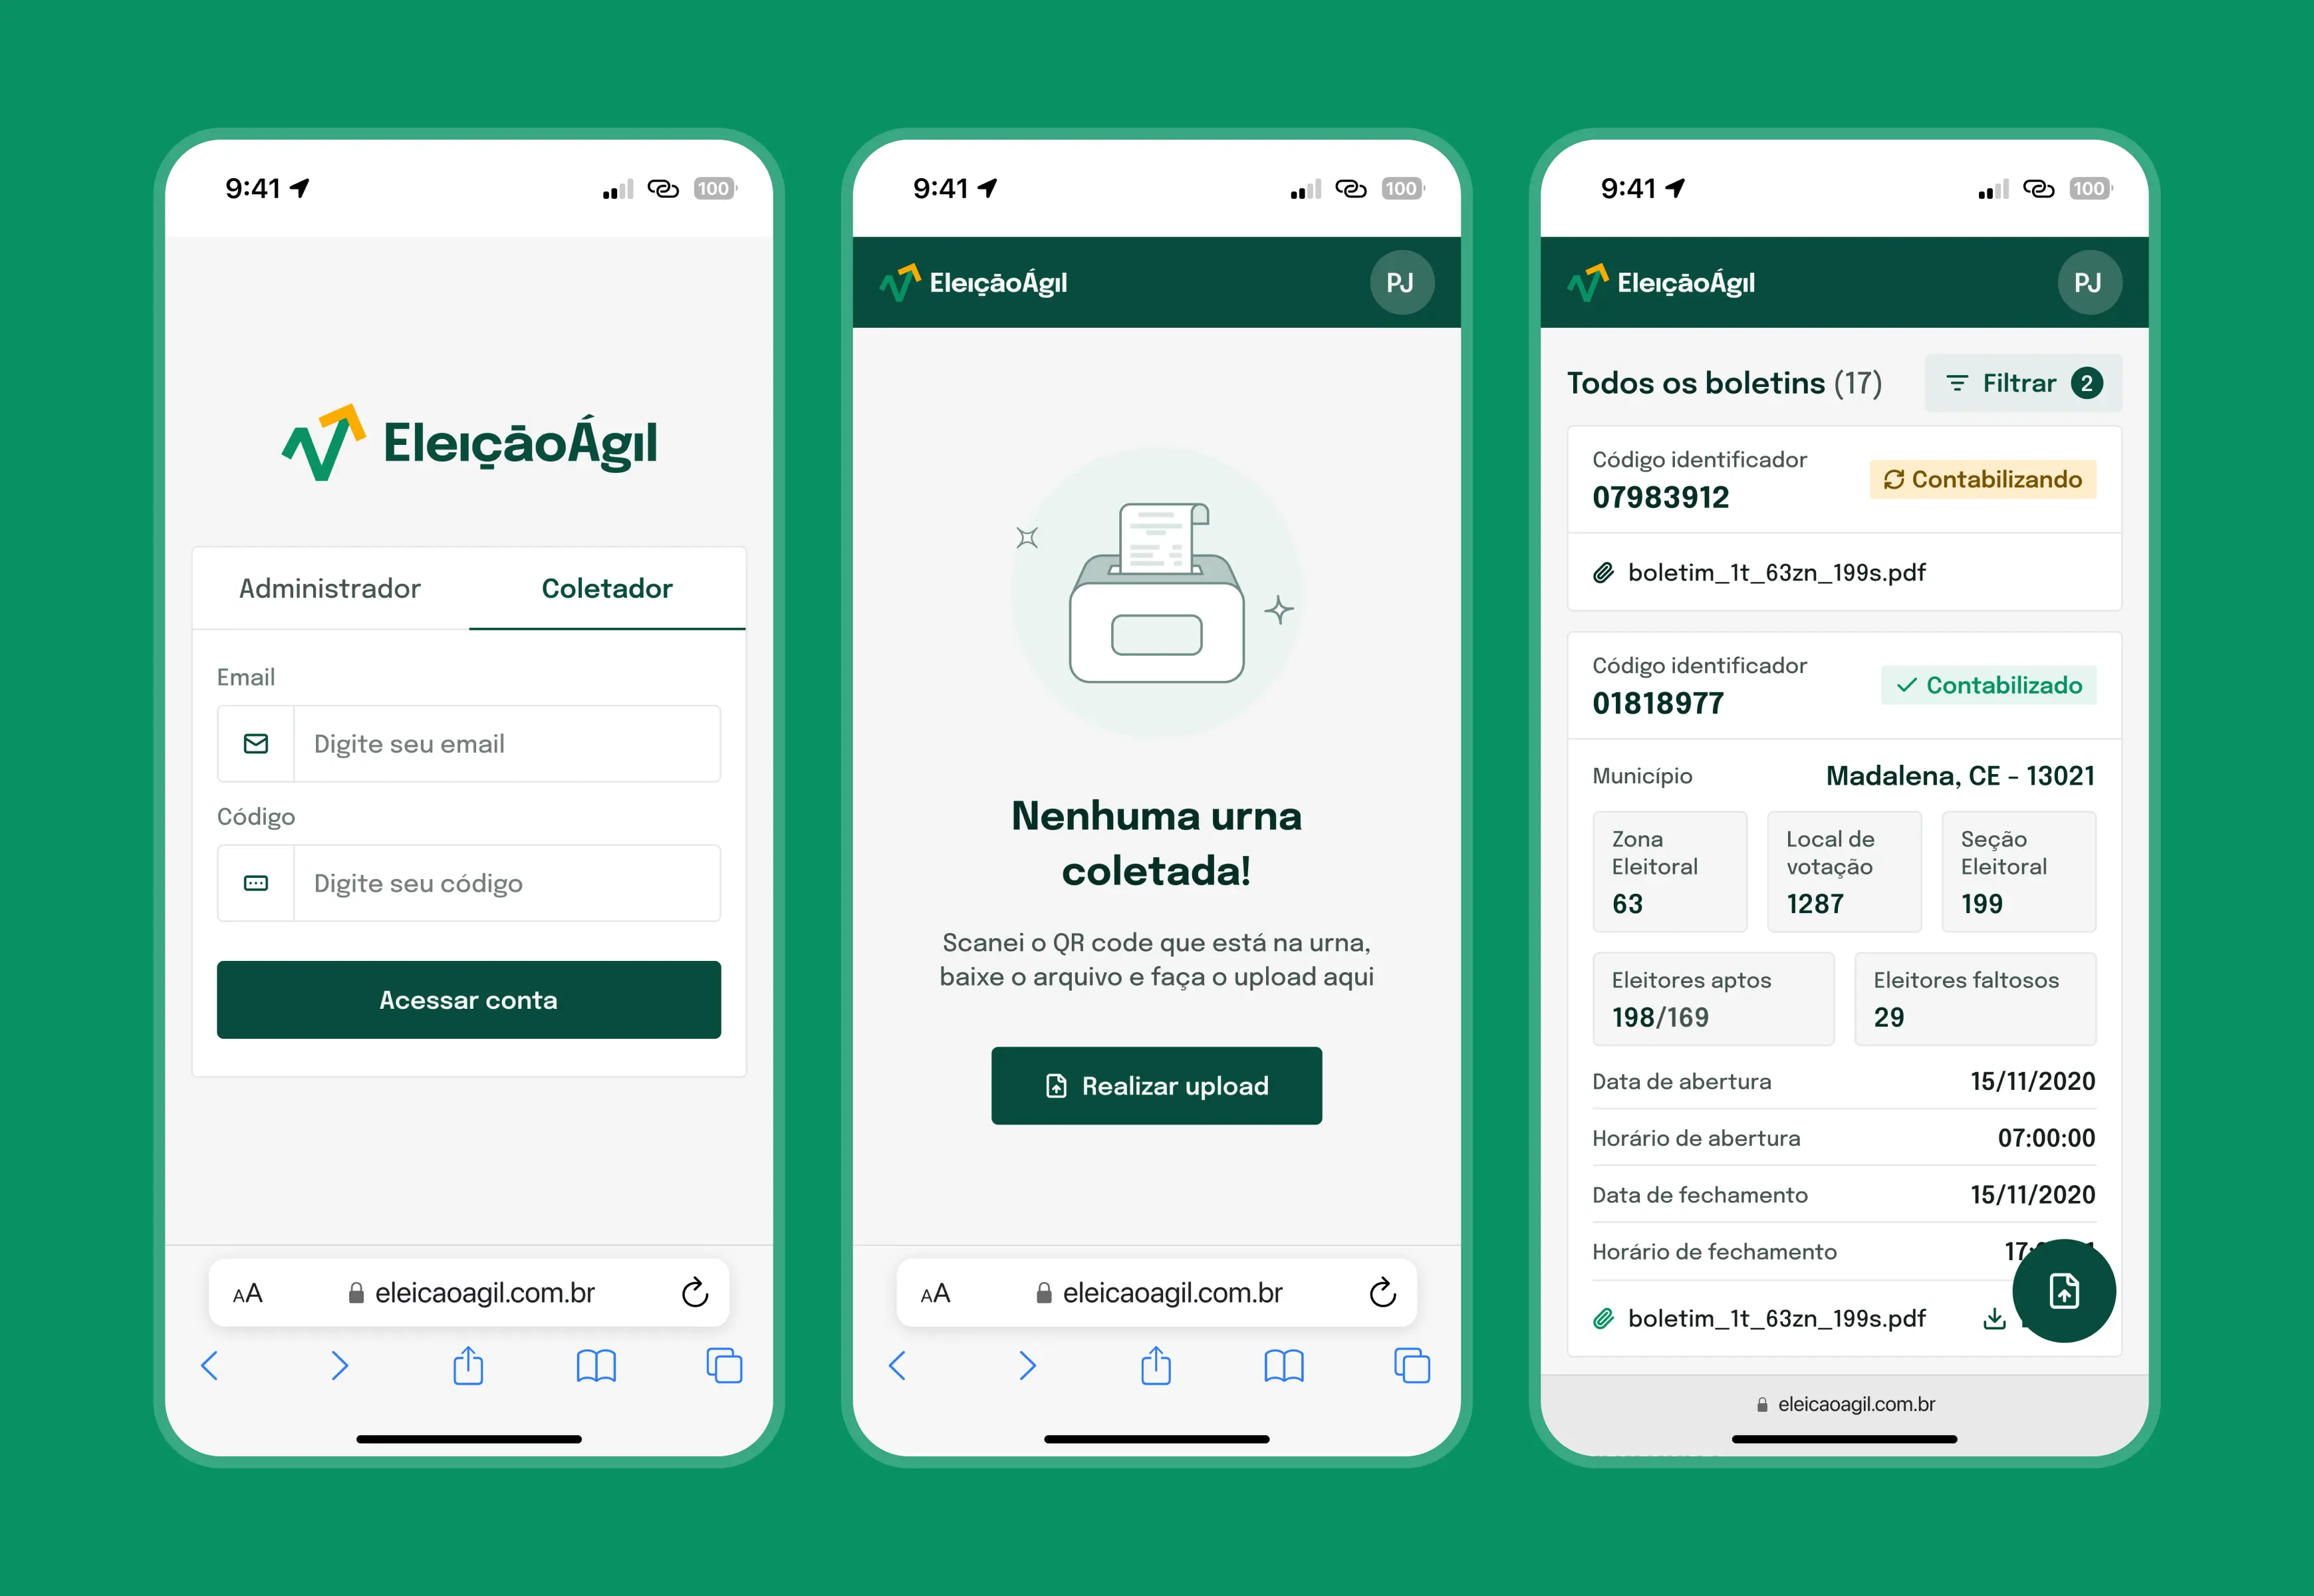 9:41
100
EleiçãoÁgil
Administrador
Coletador
Email
Digite seu email
Código
Digite seu código
Acessar conta
AA
eleicaoagil.com.br
9:41
100
EleiçãoÁgil
PJ
Nenhuma urna
coletada!
Scanei o QR code que está na urna,
baixe o arquivo e faça o upload aqui
Realizar upload
AA
eleicaoagil.com.br
9:41
100
EleiçãoÁgil
PJ
Todos os boletins (17)
Filtrar 2
Código identificador
07983912
Contabilizando
boletim_1t_63zn_199s.pdf
Código identificador
01818977
Contabilizado
Município
Madalena, CE - 13021
Zona
Eleitoral
63
Local de
votação
1287
Seção
Eleitoral
199
Eleitores aptos
198/169
Eleitores faltosos
29
Data de abertura
15/11/2020
Horário de abertura
07:00:00
Data de fechamento
15/11/2020
Horário de fechamento
boletim_1t_63zn_199s.pdf
eleicaoagil.com.br